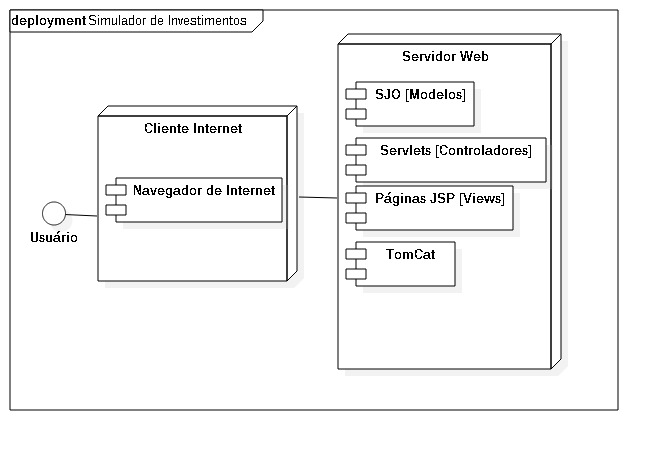 deployment Simulador de Investimentos
Servidor Web
SJO [Modelos]
Cliente Internet
Servlets [Controladores]
Navegador de Internet
Páginas JSP [Views]
Usuário
TomCat